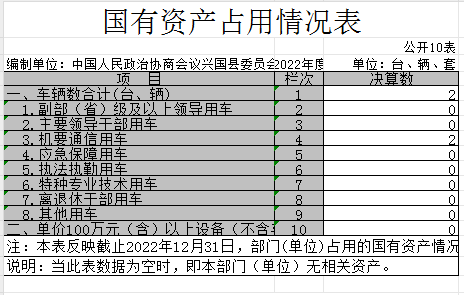 国有资产占用情况表
公开10表
编制单位: 中国人民政治协商会议兴国县委员会2022年度 单位: 台、辆、套
项 目 栏次 决算数
一、车辆数合计(台、辆) 1 2
1.副部（省）级及以上领导用车 2 0
2.主要领导干部用车 3 0
3.机要通信用车 4 2
4.应急保障用车 5 0
5.执法执勤用车 6 0
6.特种专业技术用车 7 0
7.离退休干部用车 8 0
8.其他用车 9 0
二、单价100万元（含）以上设备（不含 10 0
注：本表反映截止2022年12月31日，部门(单位)占用的国有资产情况
说明：当此表数据为空时，即本部门（单位）无相关资产。